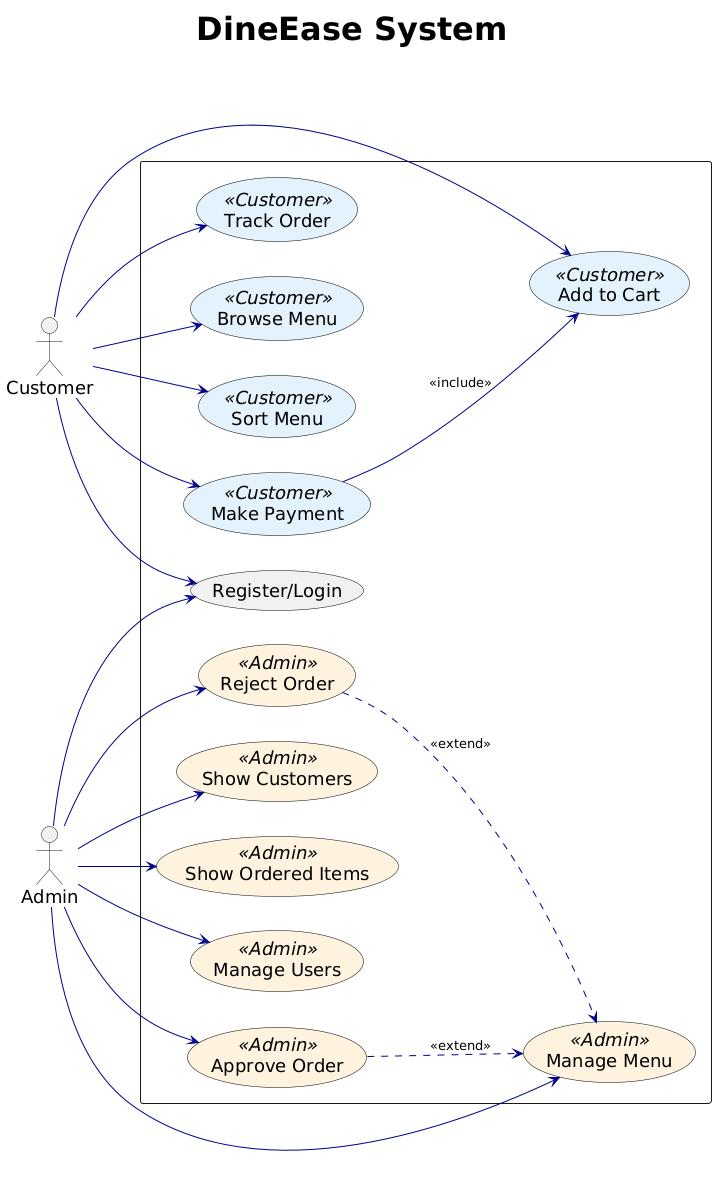 DineEase System
«Customer»
Track Order
«Customer»
Add to Cart
«Customer»
Browse Menu
Customer
«include»
«Customer»
Sort Menu
«Customer»
Make Payment
Register/Login
«Admin»
Reject Order
«extend»
«Admin»
Show Customers
«Admin»
Show Ordered Items
Admin
«Admin»
Manage Users
«Admin»
Approve Order
«extend»
«Admin»
Manage Menu